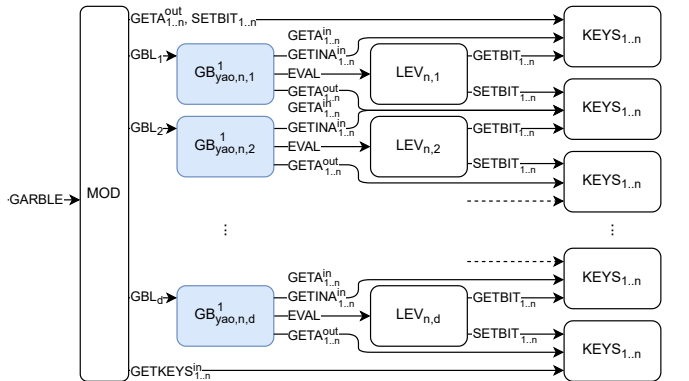 GETA^out_1..n, SETBIT_1..n
KEYS_1..n
GETA^in_1..n
GBL_1
GB^1_yao,n,1
GETINA^in_1..n
EVAL
GETA^out_1..n
LEV_n,1
GETBIT_1..n
SETBIT_1..n
KEYS_1..n
GETA^in_1..n
GBL_2
GB^1_yao,n,2
GETINA^in_1..n
EVAL
GETA^out_1..n
LEV_n,2
GETBIT_1..n
SETBIT_1..n
KEYS_1..n
GARBLE
MOD
⋮
⋮
GETA^in_1..n
KEYS_1..n
GBL_d
GB^1_yao,n,d
GETINA^in_1..n
EVAL
GETA^out_1..n
LEV_n,d
GETBIT_1..n
SETBIT_1..n
KEYS_1..n
GETKEYS^in_1..n